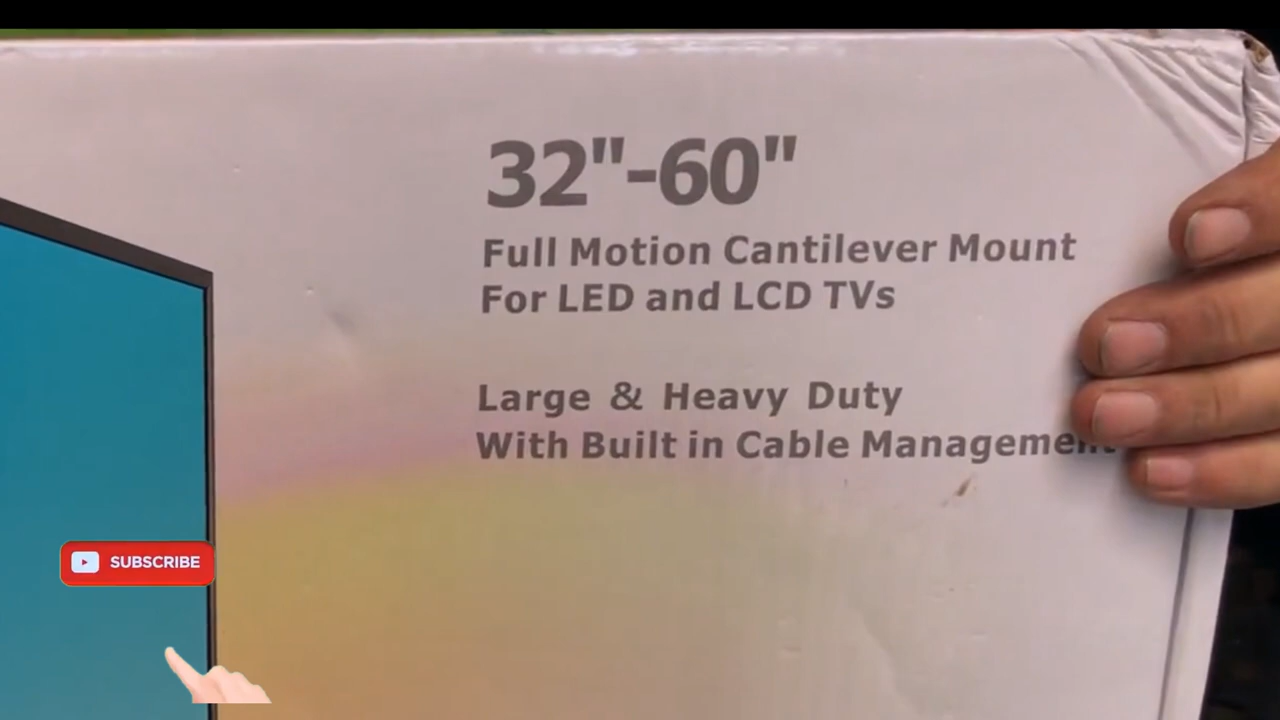 32"-60"
Full Motion Cantilever Mount
For LED and LCD TVs
Large & Heavy Duty
With Built in Cable Management
SUBSCRIBE